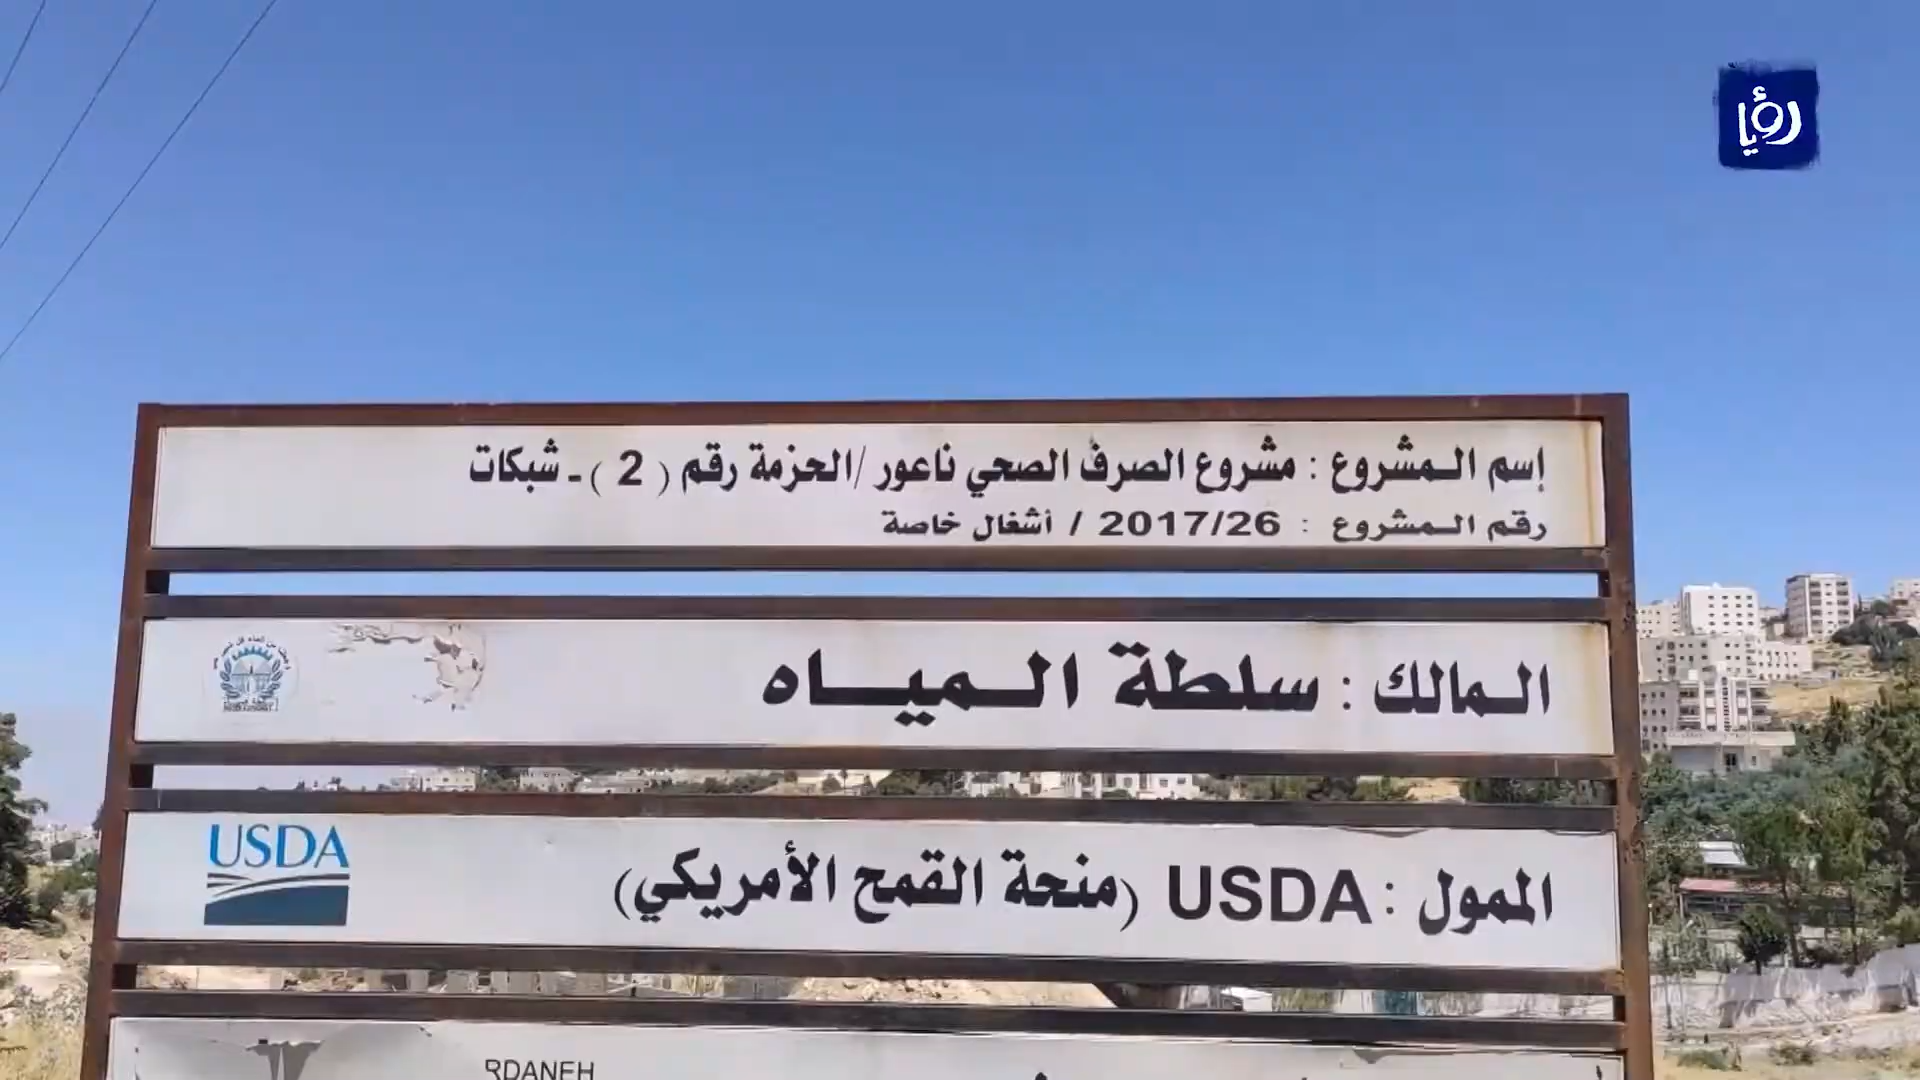 رؤيا
إسم المشروع : مشروع الصرف الصحي ناعور /الحزمة رقم ( 2 ) - شبكات
رقم المشروع : 2017/26 / أشغال خاصة
المالك : سلطة المياه
الممول : USDA (منحة القمح الأمريكي)
USDA
RDANEH